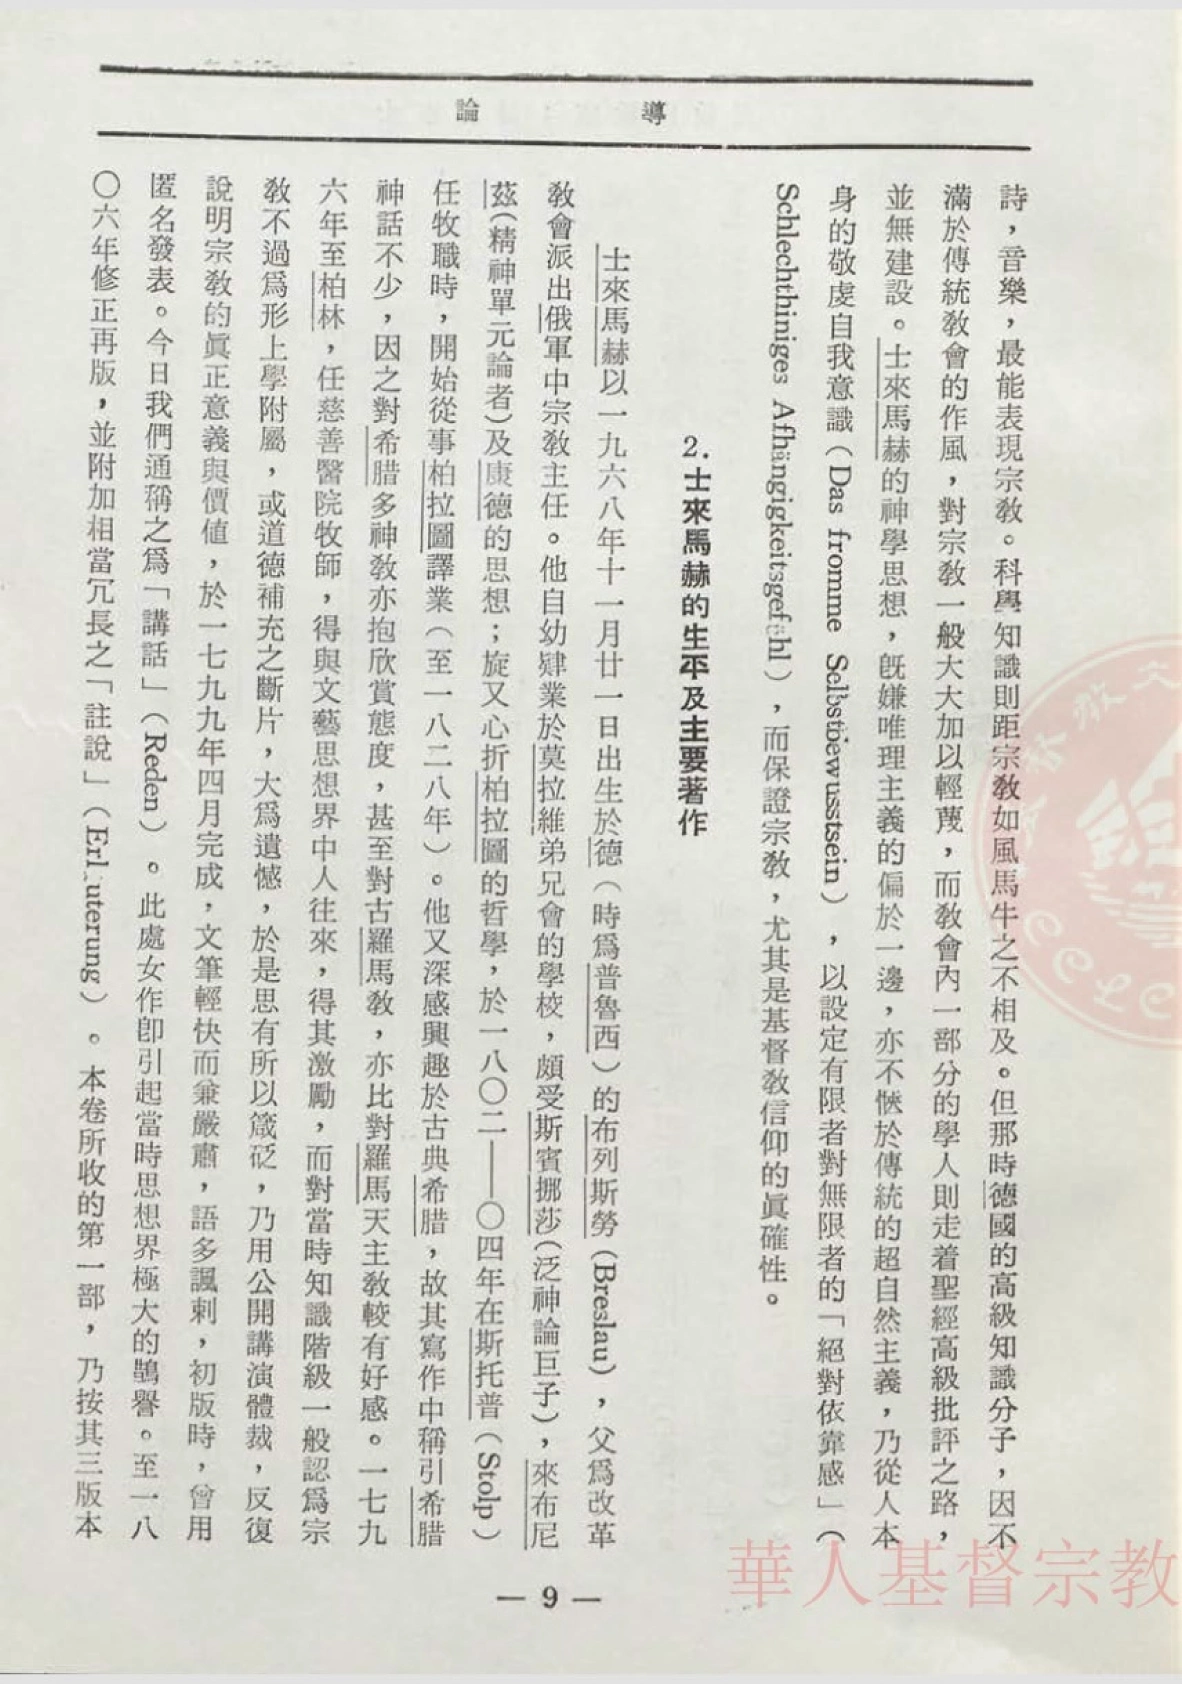 導論
詩，音樂，最能表現宗教。科學知識則距宗教如風馬牛之不相及。但那時德國的高級知識分子，因不
滿於傳統教會的作風，對宗教一般大大加以輕蔑，而教會內一部分的學人則走着聖經高級批評之路，
並無建設。士來馬赫的神學思想，既嫌唯理主義的偏於一邊，亦不愜於傳統的超自然主義，乃從人本
身的敬虔自我意識（Das fromme Selbstbewusstsein），以設定有限者對無限者的「絕對依靠感」（
Schlechthiniges Afhängigkeitsgefühl），而保證宗教，尤其是基督教信仰的眞確性。
2.士來馬赫的生平及主要著作
士來馬赫以一九六八年十一月廿一日出生於德（時爲普魯西）的布列斯勞（Breslau），父爲改革
教會派出俄軍中宗教主任。他自幼肄業於莫拉維弟兄會的學校，頗受斯賓挪莎（泛神論巨子），來布尼
茲（精神單元論者）及康德的思想；旋又心折柏拉圖的哲學，於一八〇二——〇四年在斯托普（Stolp）
任牧職時，開始從事柏拉圖譯業（至一八二八年）。他又深感興趣於古典希腊，故其寫作中稱引希腊
神話不少，因之對希腊多神敎亦抱欣賞態度，甚至對古羅馬教，亦比對羅馬天主教較有好感。一七九
六年至柏林，任慈善醫院牧師，得與文藝思想界中人往來，得其激勵，而對當時知識階級一般認爲宗
教不過爲形上學附屬，或道德補充之斷片，大爲遺憾，於是思有所以箴砭，乃用公開講演體裁，反復
說明宗教的眞正意義與價値，於一七九九年四月完成，文筆輕快而兼嚴肅，語多諷刺，初版時，曾用
匿名發表。今日我們通稱之爲「講話」（Reden）。此處女作卽引起當時思想界極大的鵲譽。至一八
〇六年修正再版，並附加相當冗長之「註說」（Erläuterung）。本卷所收的第一部，乃按其三版本
— 9 —
華人基督宗教